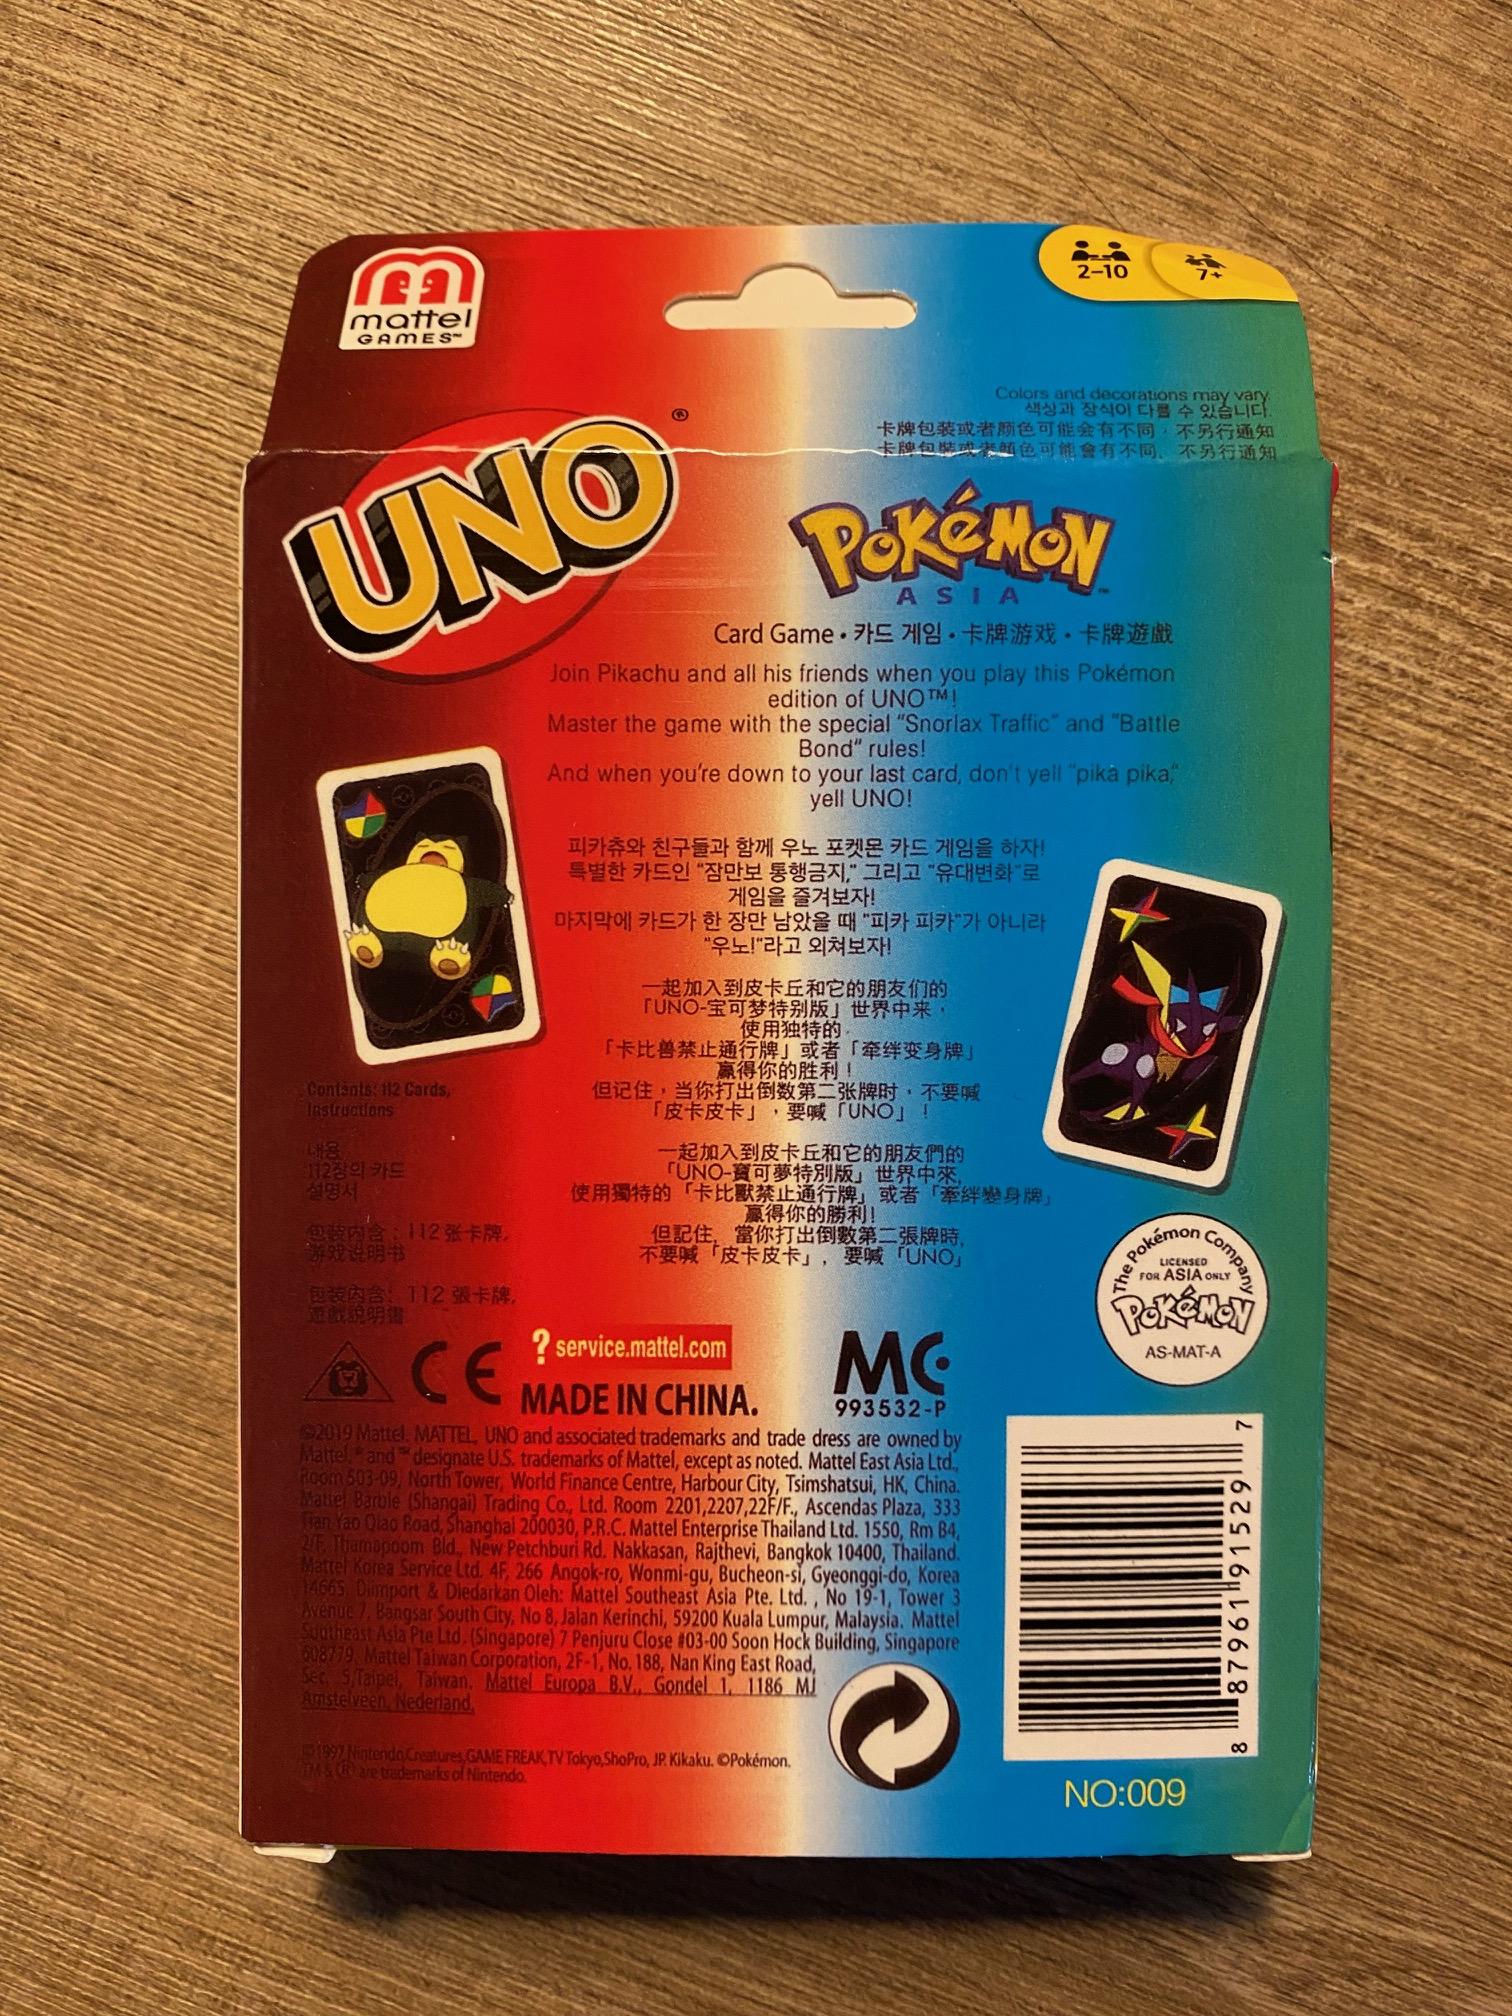 mattel
GAMES™
2-10
7+
Colors and decorations may vary.
색상과 장식이 다를 수 있습니다.
卡牌包装或者颜色可能会有不同，不另行通知
卡牌包裝或者顏色可能會有不同，不另行通知
UNO®
POKéMON
ASIA™
Card Game • 카드 게임 • 卡牌游戏 • 卡牌遊戲
Join Pikachu and all his friends when you play this Pokémon
edition of UNO™!
Master the game with the special "Snorlax Traffic" and "Battle
Bond" rules!
And when you're down to your last card, don't yell "pika pika,"
yell UNO!
피카츄와 친구들과 함께 우노 포켓몬 카드 게임을 하자!
특별한 카드인 "잠만보 통행금지," 그리고 "유대변화"로
게임을 즐겨보자!
마지막에 카드가 한 장만 남았을 때 "피카 피카"가 아니라
"우노!"라고 외쳐보자!
一起加入到皮卡丘和它的朋友们的
「UNO-宝可梦特别版」世界中来，
使用独特的
「卡比兽禁止通行牌」或者「牵绊变身牌」
赢得你的胜利！
但记住，当你打出倒数第二张牌时，不要喊
「皮卡皮卡」，要喊「UNO」！
一起加入到皮卡丘和它的朋友們的
「UNO-寶可夢特別版」世界中來,
使用獨特的「卡比獸禁止通行牌」或者「牽絆變身牌」
贏得你的勝利!
但記住, 當你打出倒數第二張牌時,
不要喊「皮卡皮卡」, 要喊「UNO」
Contents: 112 Cards,
Instructions
내용
112장의 카드
설명서
包装内含：112 张卡牌,
游戏说明书
包裝內含：112 張卡牌,
遊戲說明書
CE
? service.mattel.com
MADE IN CHINA.
MC
993532-P
The Pokémon Company
LICENSED
FOR ASIA ONLY
POKéMON
AS-MAT-A
©2019 Mattel. MATTEL, UNO and associated trademarks and trade dress are owned by
Mattel. ® and ™ designate U.S. trademarks of Mattel, except as noted. Mattel East Asia Ltd.,
Room 503-09, North Tower, World Finance Centre, Harbour City, Tsimshatsui, HK, China.
Mattel Barbie (Shangai) Trading Co., Ltd. Room 2201,2207,22F/F., Ascendas Plaza, 333
Tian Yao Qiao Road, Shanghai 200030, P.R.C. Mattel Enterprise Thailand Ltd. 1550, Rm B4,
2/F, Thamapoom Bld., New Petchburi Rd. Nakkasan, Rajthevi, Bangkok 10400, Thailand.
Mattel Korea Service Ltd. 4F, 266 Angok-ro, Wonmi-gu, Bucheon-si, Gyeonggi-do, Korea
14665. Diimport & Diedarkan Oleh: Mattel Southeast Asia Pte. Ltd. , No 19-1, Tower 3
Avenue 7, Bangsar South City, No 8, Jalan Kerinchi, 59200 Kuala Lumpur, Malaysia. Mattel
Southeast Asia Pte Ltd. (Singapore) 7 Penjuru Close #03-00 Soon Hock Building, Singapore
608779. Mattel Taiwan Corporation, 2F-1, No. 188, Nan King East Road,
Sec. 5,Taipei, Taiwan. Mattel Europa B.V., Gondel 1, 1186 MJ
Amstelveen, Nederland.
©1997 Nintendo,Creatures,GAME FREAK,TV Tokyo,ShoPro, JR Kikaku. ©Pokémon.
TM & ® are trademarks of Nintendo.
8 87961 91529 7
NO:009